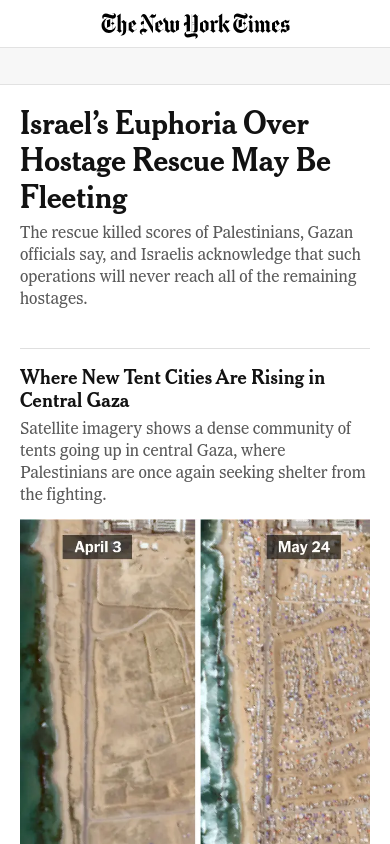 The New York Times
Israel’s Euphoria Over
Hostage Rescue May Be
Fleeting
The rescue killed scores of Palestinians, Gazan
officials say, and Israelis acknowledge that such
operations will never reach all of the remaining
hostages.
Where New Tent Cities Are Rising in
Central Gaza
Satellite imagery shows a dense community of
tents going up in central Gaza, where
Palestinians are once again seeking shelter from
the fighting.
April 3
May 24